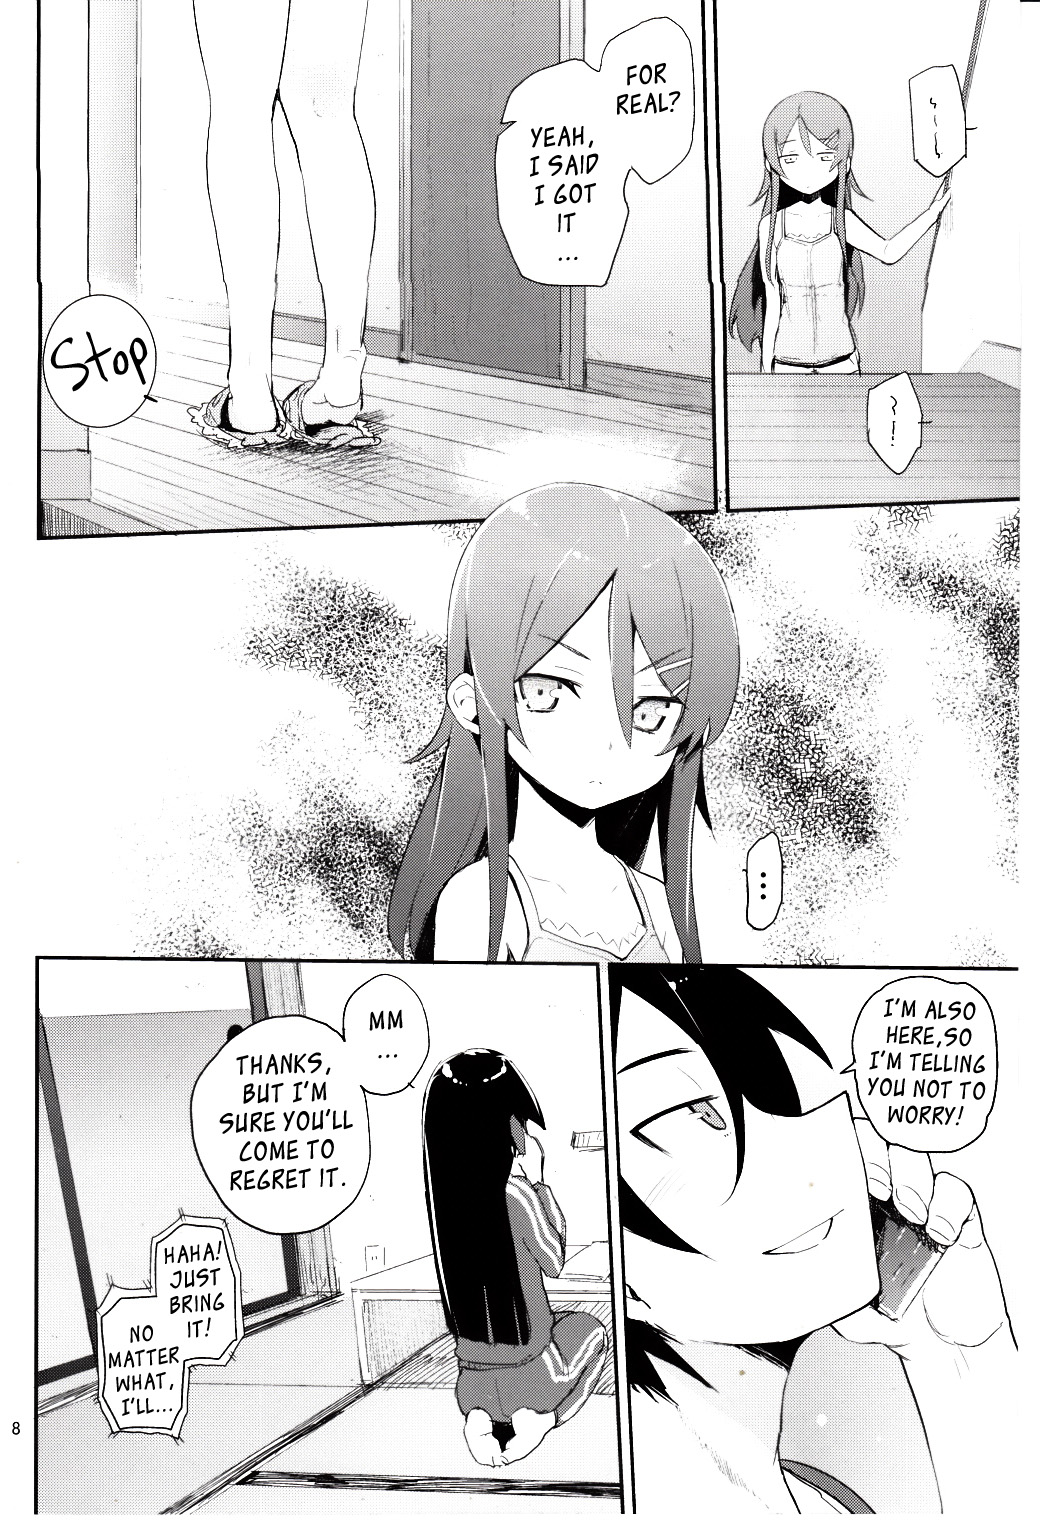 FOR
REAL?
YEAH,
I SAID
I GOT
IT
...
Stop
...
I'M ALSO
HERE,SO
I'M TELLING
YOU NOT TO
WORRY!
MM
...
THANKS,
BUT I'M
SURE YOU'LL
COME TO
REGRET IT.
HAHA!
JUST
BRING
IT!
NO
MATTER
WHAT,
I'LL...
8